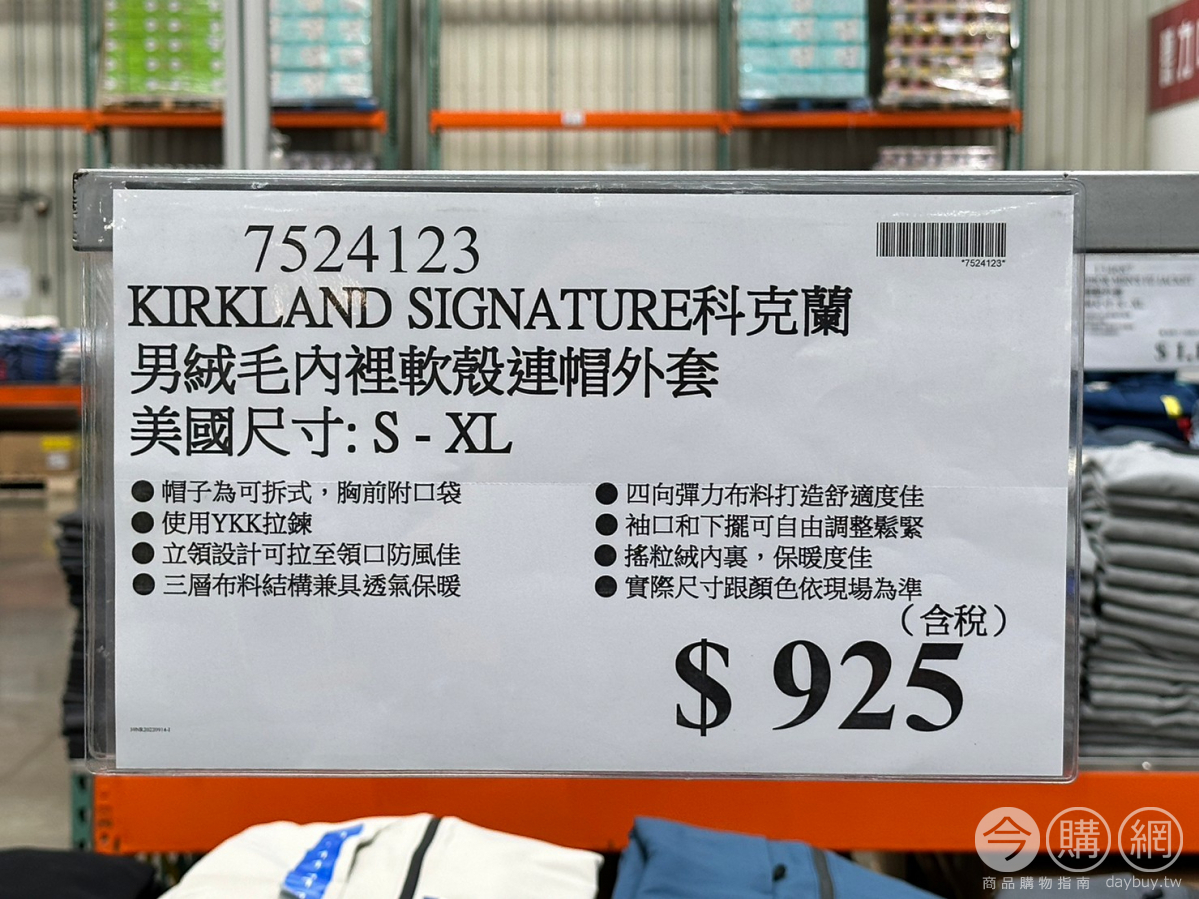 7524123
*7524123*
KIRKLAND SIGNATURE科克蘭
男絨毛內裡軟殼連帽外套
美國尺寸: S - XL
● 帽子為可拆式，胸前附口袋
● 使用YKK拉鍊
● 立領設計可拉至領口防風佳
● 三層布料結構兼具透氣保暖
● 四向彈力布料打造舒適度佳
● 袖口和下擺可自由調整鬆緊
● 搖粒絨內裏，保暖度佳
● 實際尺寸跟顏色依現場為準
（含稅）
$ 925
今購網
商品購物指南 daybuy.tw